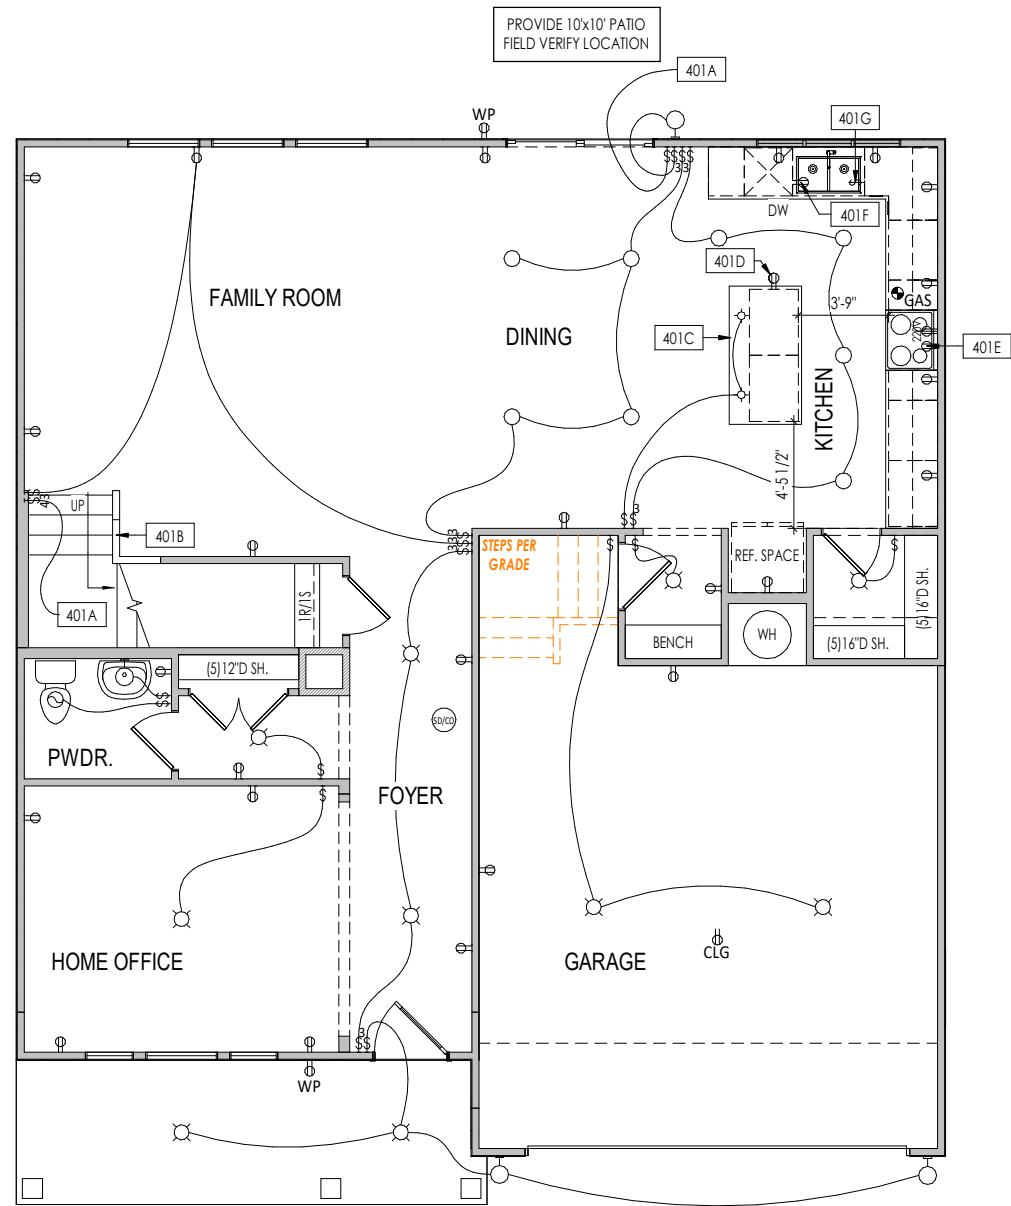 PROVIDE 10'x10' PATIO
FIELD VERIFY LOCATION
401A
WP
401G
DW
401F
401D
FAMILY ROOM
GAS
3'-9"
DINING
401C
220V
401E
KITCHEN
4'-5 1/2"
UP
401B
STEPS PER
GRADE
REF. SPACE
401A
1R/1S
BENCH
WH
(5)16"D SH.
(5)16"D SH.
(5)12"D SH.
SD/CO
PWDR.
FOYER
HOME OFFICE
GARAGE
CLG
WP